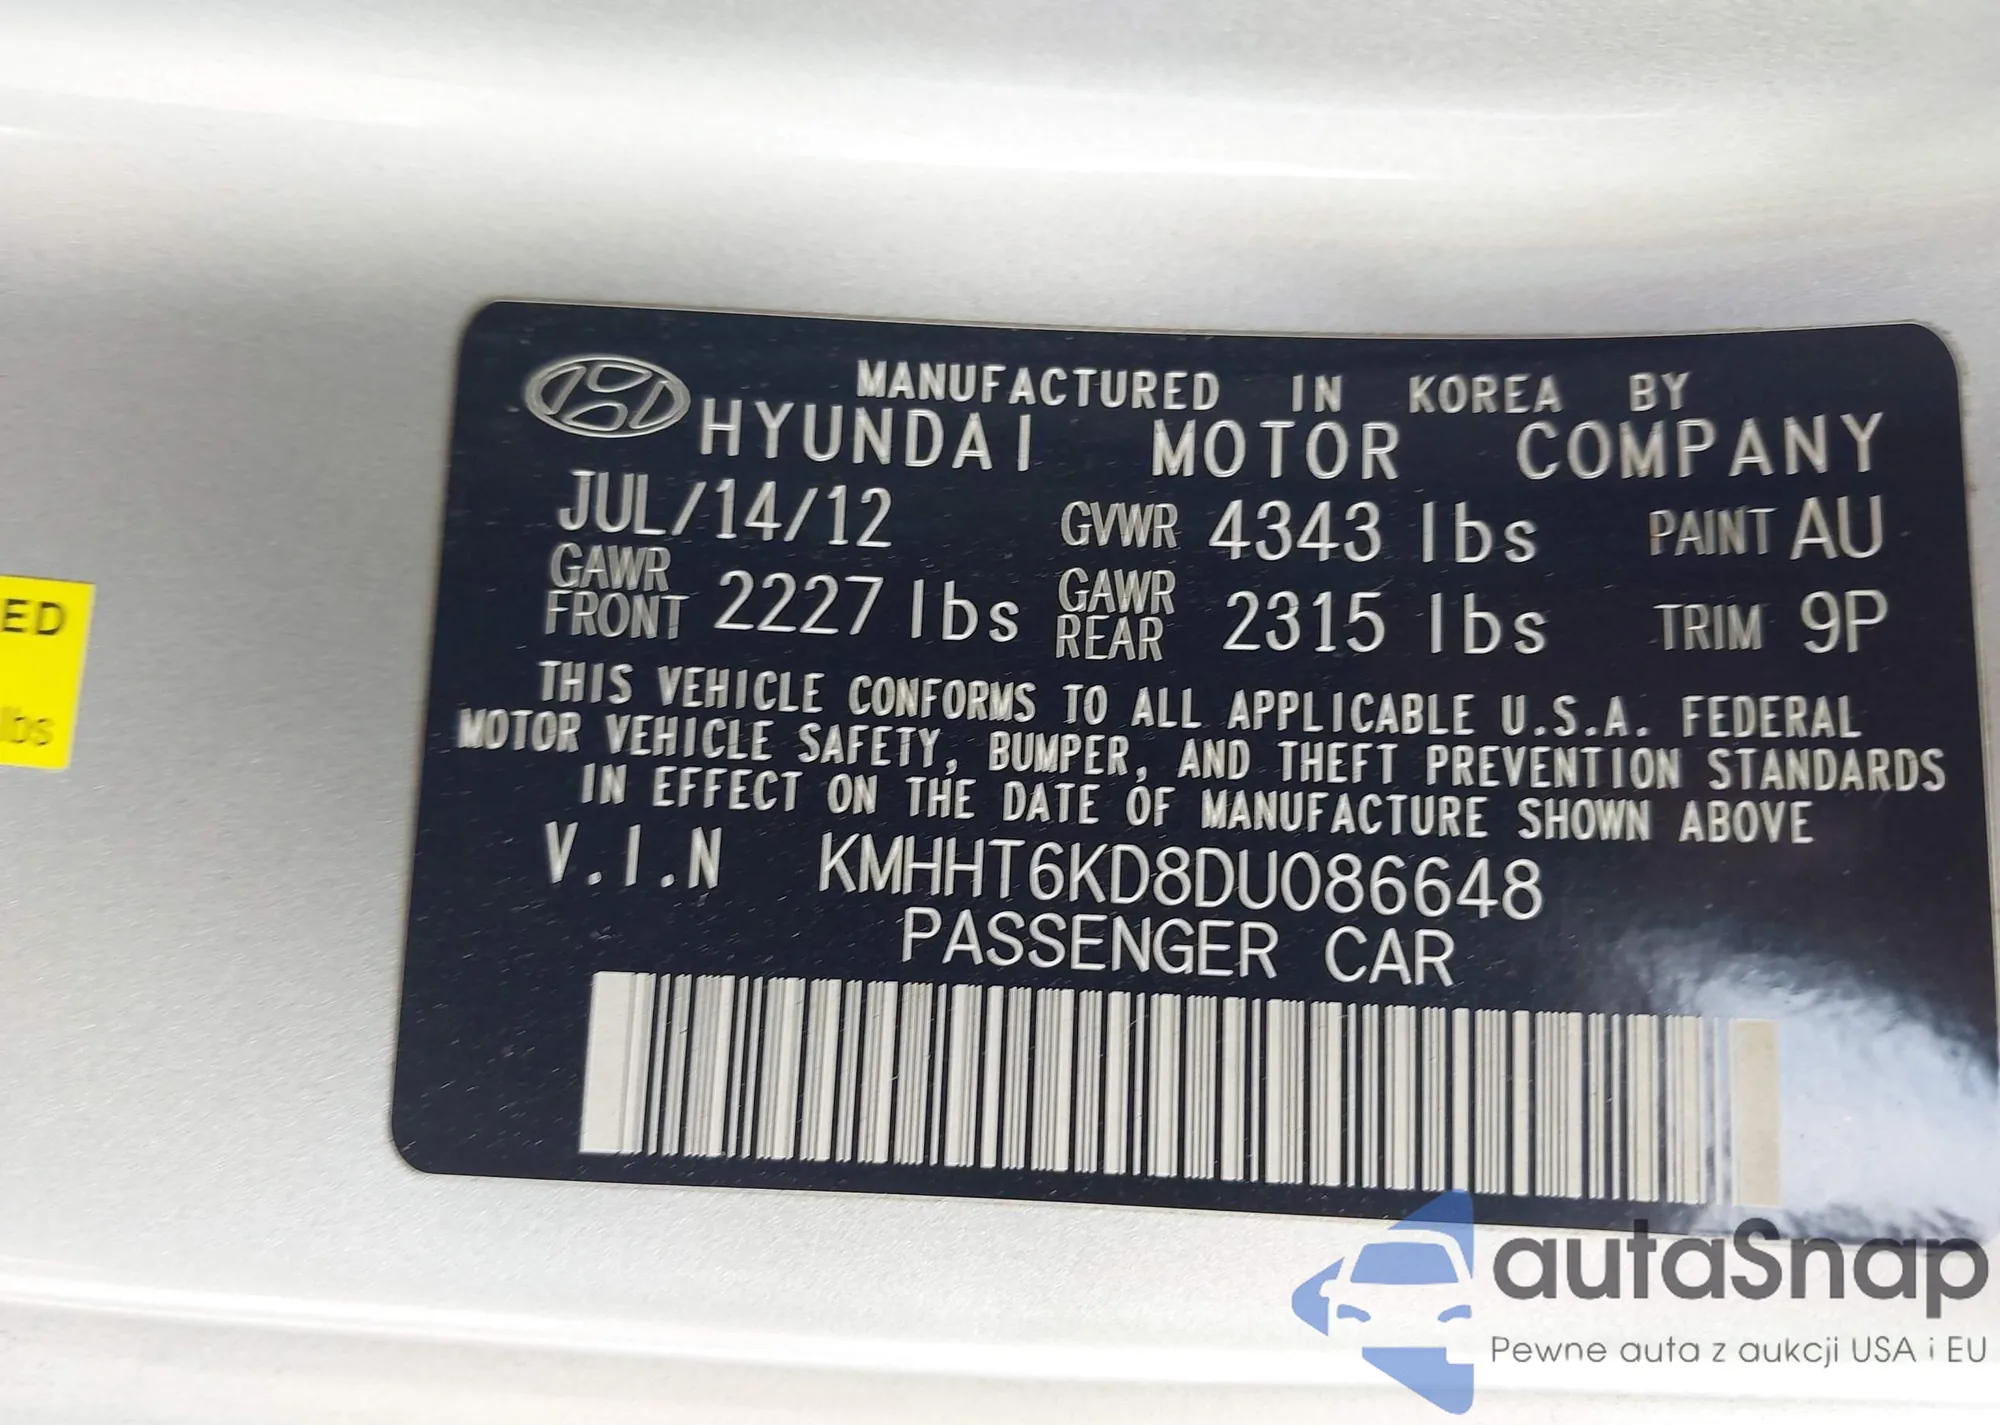 MANUFACTURED IN KOREA BY
HYUNDAI MOTOR COMPANY
JUL/14/12 GVWR 4343 lbs PAINT AU
GAWR FRONT 2227 lbs GAWR REAR 2315 lbs TRIM 9P
THIS VEHICLE CONFORMS TO ALL APPLICABLE U.S.A. FEDERAL
MOTOR VEHICLE SAFETY, BUMPER, AND THEFT PREVENTION STANDARDS
IN EFFECT ON THE DATE OF MANUFACTURE SHOWN ABOVE
V.I.N KMHHT6KD8DU086648
PASSENGER CAR
ED
lbs
autaSnap
Pewne auta z aukcji USA i EU